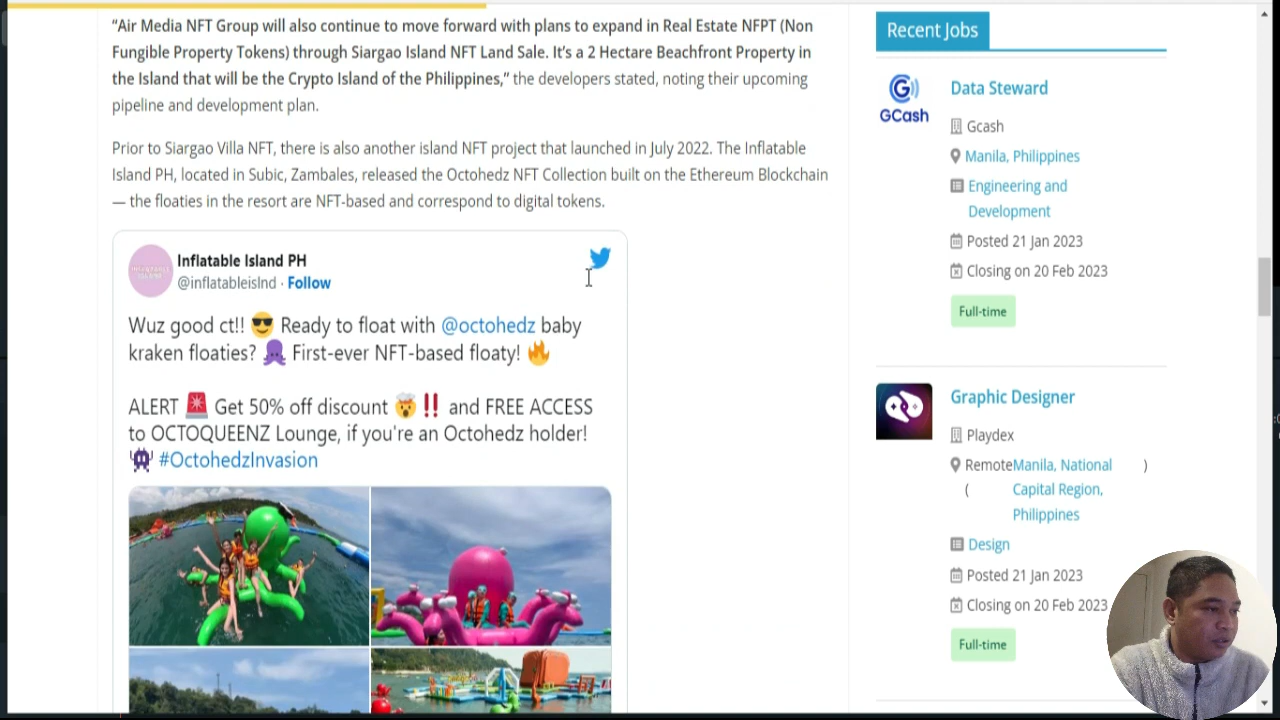 “Air Media NFT Group will also continue to move forward with plans to expand in Real Estate NFPT (Non
Fungible Property Tokens) through Siargao Island NFT Land Sale. It’s a 2 Hectare Beachfront Property in
the Island that will be the Crypto Island of the Philippines,” the developers stated, noting their upcoming
pipeline and development plan.
Prior to Siargao Villa NFT, there is also another island NFT project that launched in July 2022. The Inflatable
Island PH, located in Subic, Zambales, released the Octohedz NFT Collection built on the Ethereum Blockchain
— the floaties in the resort are NFT-based and correspond to digital tokens.
Inflatable Island PH
@inflatableislnd · Follow
Wuz good ct!! 😎 Ready to float with @octohedz baby
kraken floaties? 🐙 First-ever NFT-based floaty! 🔥
ALERT 🚨 Get 50% off discount 🤯‼️ and FREE ACCESS
to OCTOQUEENZ Lounge, if you're an Octohedz holder!
👾 #OctohedzInvasion
Recent Jobs
GCash
Data Steward
Gcash
Manila, Philippines
Engineering and
Development
Posted 21 Jan 2023
Closing on 20 Feb 2023
Full-time
Graphic Designer
Playdex
Remote Manila, National )
( Capital Region,
Philippines
Design
Posted 21 Jan 2023
Closing on 20 Feb 2023
Full-time